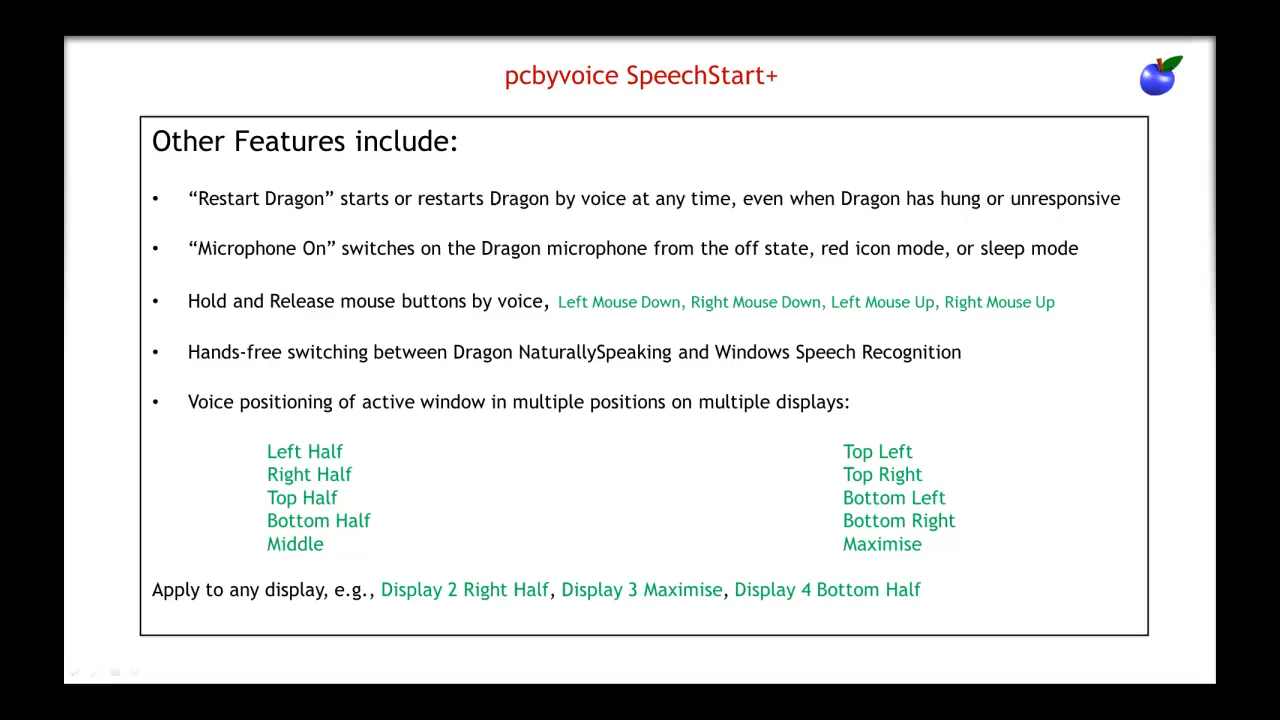 pcbyvoice SpeechStart+
Other Features include:
• “Restart Dragon” starts or restarts Dragon by voice at any time, even when Dragon has hung or unresponsive
• “Microphone On” switches on the Dragon microphone from the off state, red icon mode, or sleep mode
• Hold and Release mouse buttons by voice, Left Mouse Down, Right Mouse Down, Left Mouse Up, Right Mouse Up
• Hands-free switching between Dragon NaturallySpeaking and Windows Speech Recognition
• Voice positioning of active window in multiple positions on multiple displays:
Left Half
Right Half
Top Half
Bottom Half
Middle
Top Left
Top Right
Bottom Left
Bottom Right
Maximise
Apply to any display, e.g., Display 2 Right Half, Display 3 Maximise, Display 4 Bottom Half